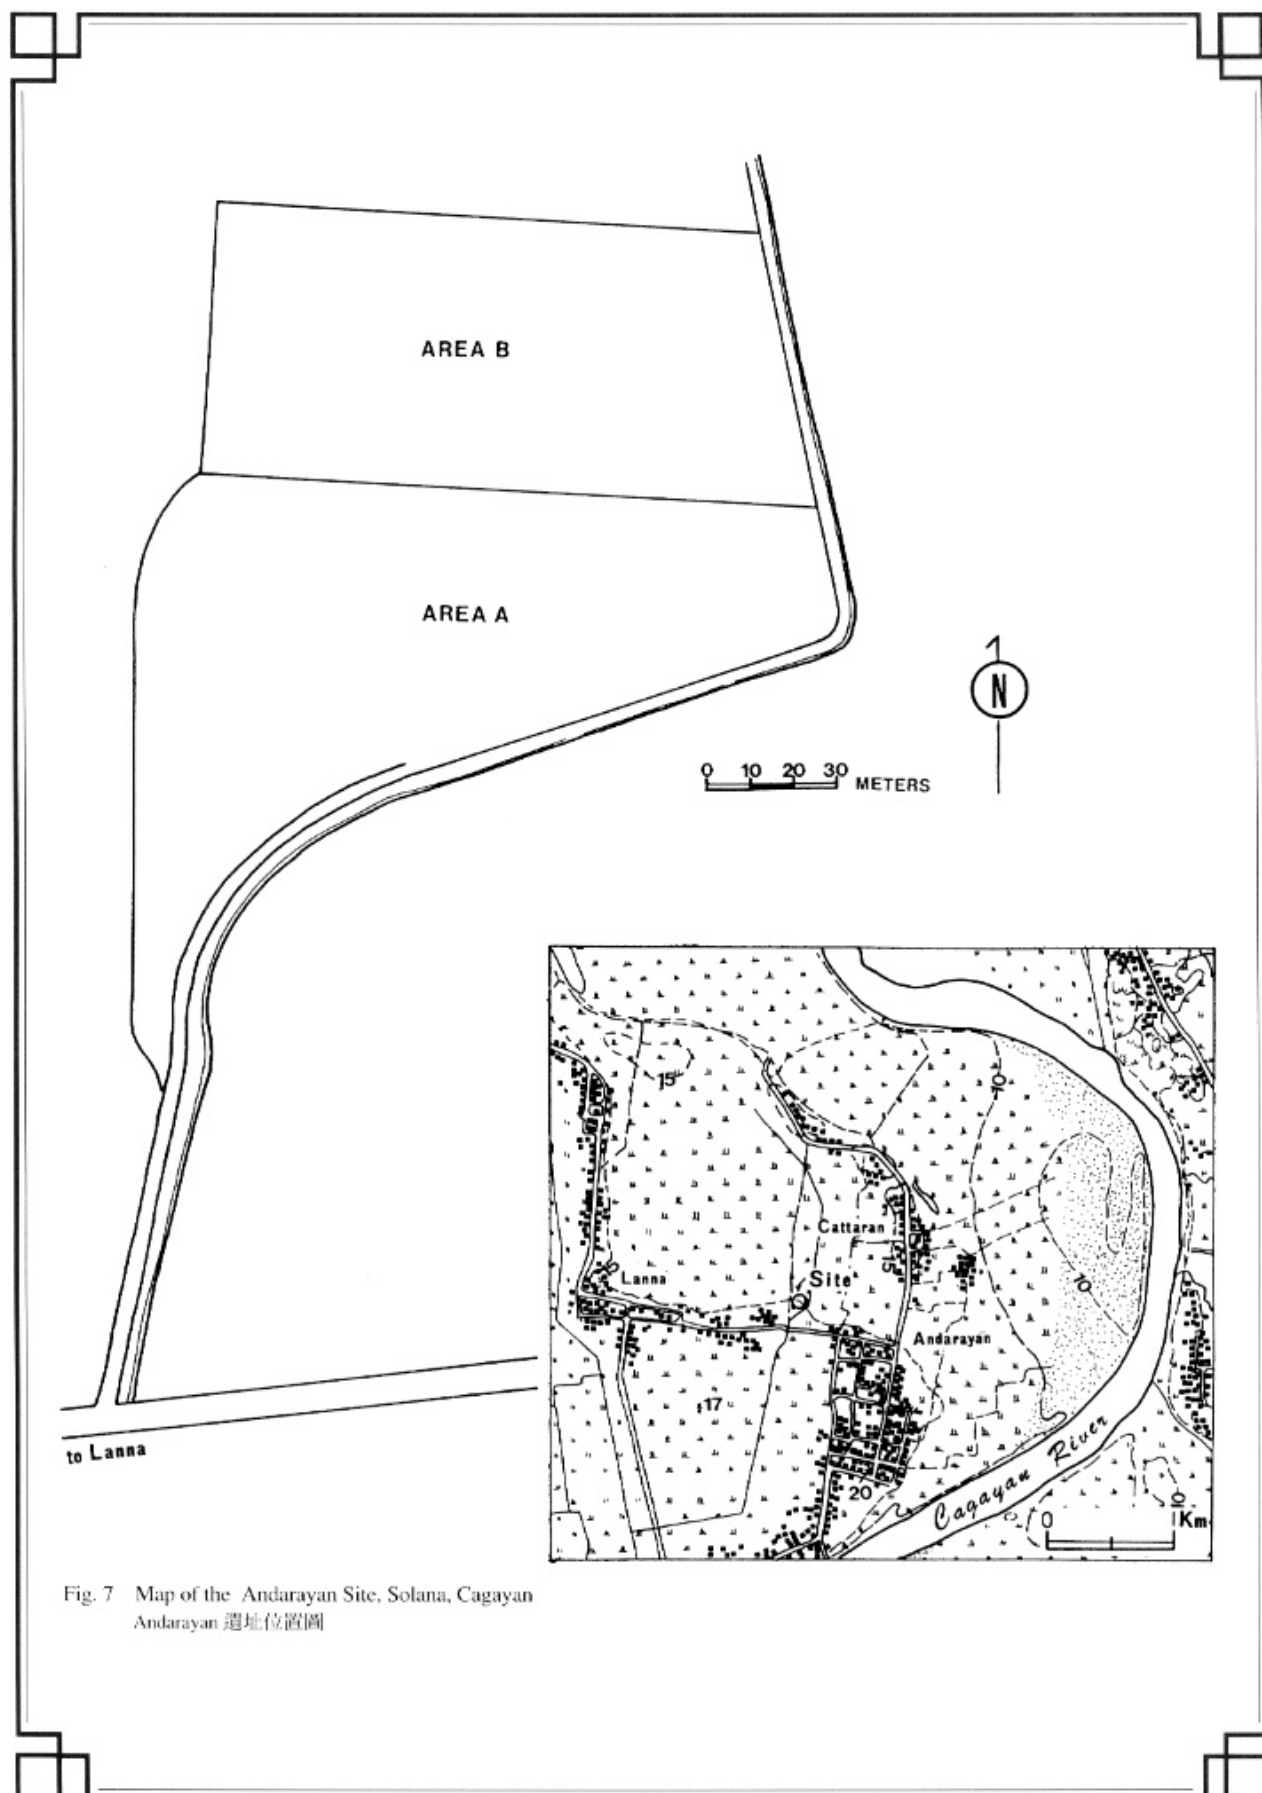 AREA B
AREA A
N
0 10 20 30
METERS
to Lanna
15
10
Cattaran
15
Lanna
Site
10
Andarayan
17
20
Cagayan River
0
Km
Fig. 7 Map of the Andarayan Site, Solana, Cagayan
Andarayan 遺址位置圖